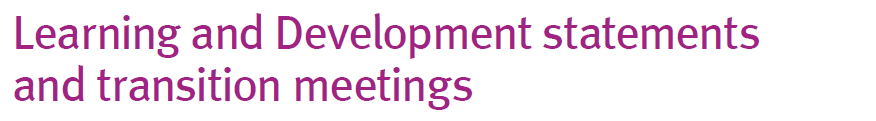 Learning and Development statements
and transition meetings